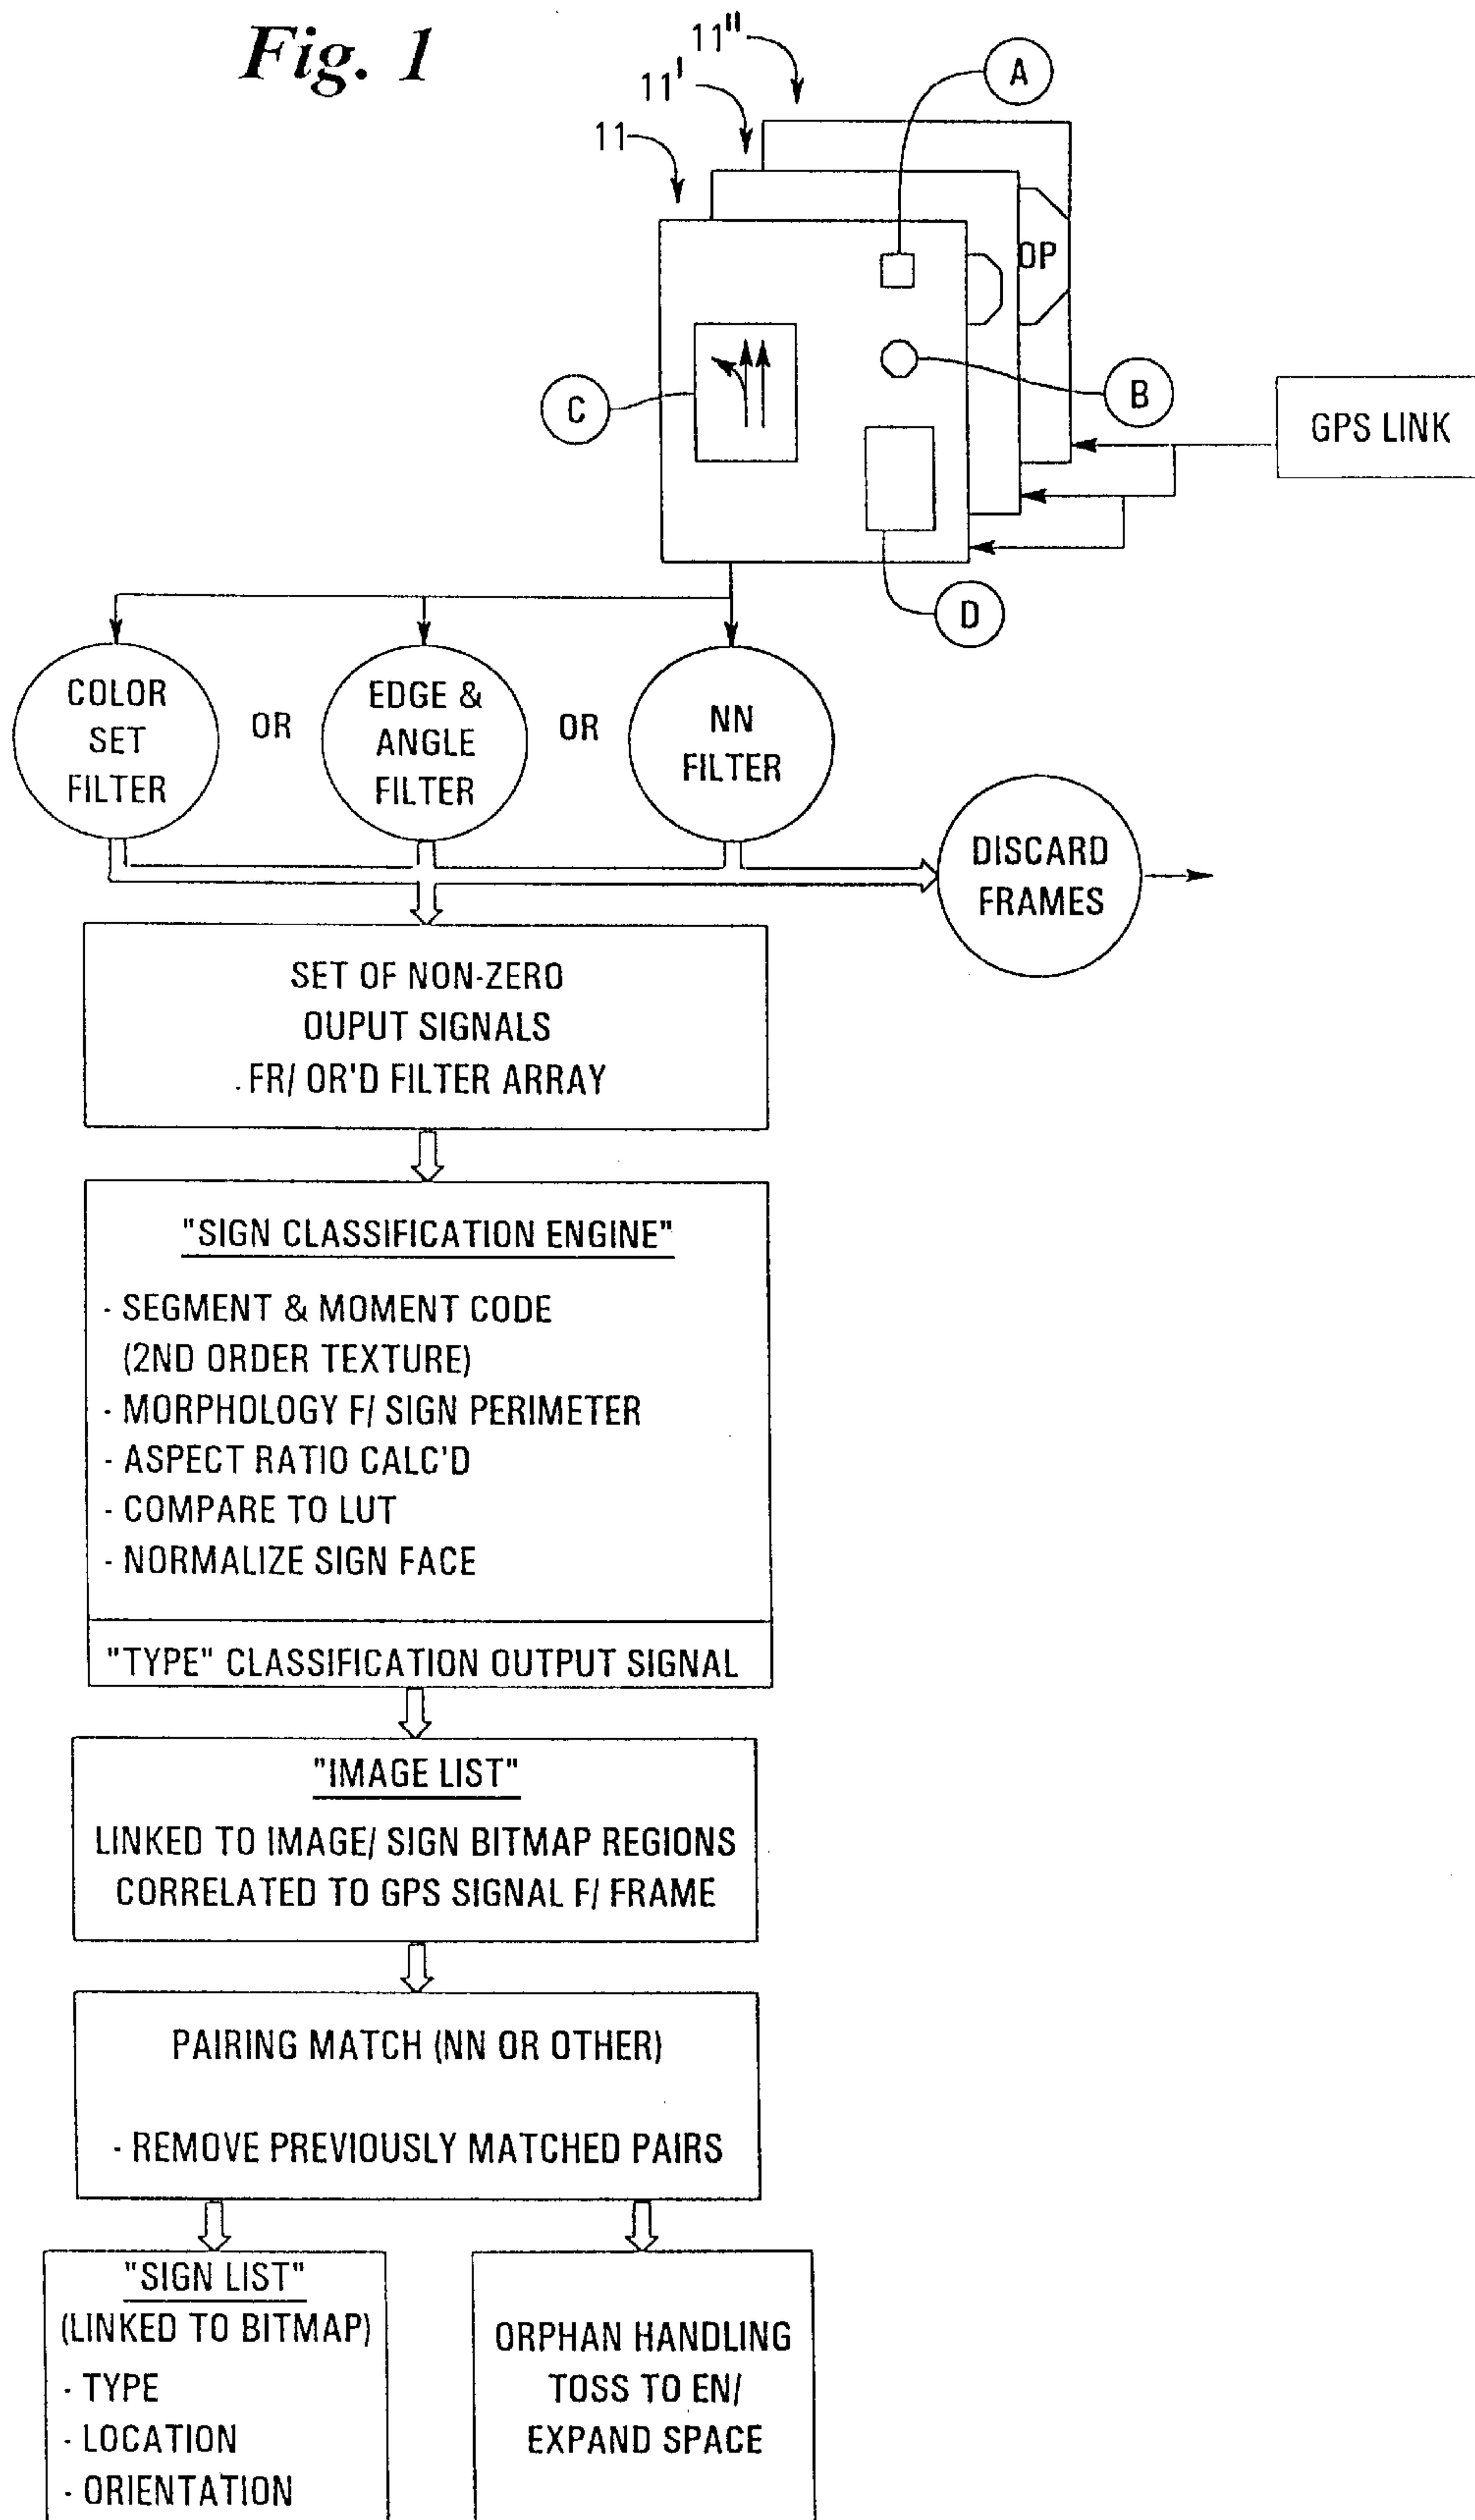 Fig. 1
11"
11'
11
A
OP
B
C
GPS LINK
D
COLOR
SET
FILTER
OR
EDGE &
ANGLE
FILTER
OR
NN
FILTER
DISCARD
FRAMES
SET OF NON-ZERO
OUPUT SIGNALS
FR/ OR'D FILTER ARRAY
"SIGN CLASSIFICATION ENGINE"
- SEGMENT & MOMENT CODE
(2ND ORDER TEXTURE)
- MORPHOLOGY F/ SIGN PERIMETER
- ASPECT RATIO CALC'D
- COMPARE TO LUT
- NORMALIZE SIGN FACE
"TYPE" CLASSIFICATION OUTPUT SIGNAL
"IMAGE LIST"
LINKED TO IMAGE/ SIGN BITMAP REGIONS
CORRELATED TO GPS SIGNAL F/ FRAME
PAIRING MATCH (NN OR OTHER)
- REMOVE PREVIOUSLY MATCHED PAIRS
"SIGN LIST"
(LINKED TO BITMAP)
- TYPE
- LOCATION
- ORIENTATION
ORPHAN HANDLING
TOSS TO EN/
EXPAND SPACE